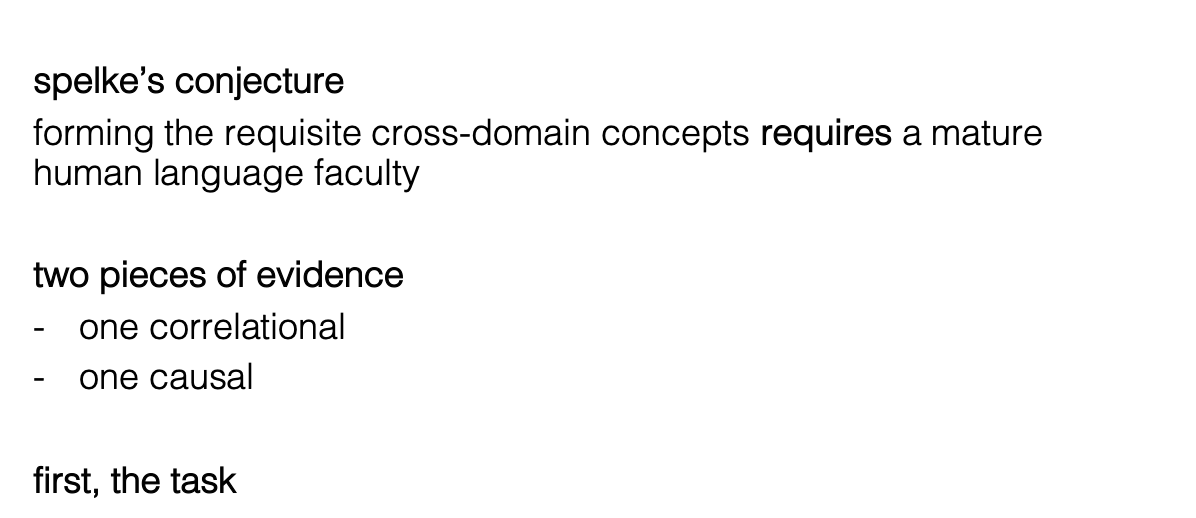 spelke’s conjecture
forming the requisite cross-domain concepts requires a mature
human language faculty
two pieces of evidence
- one correlational
- one causal
first, the task